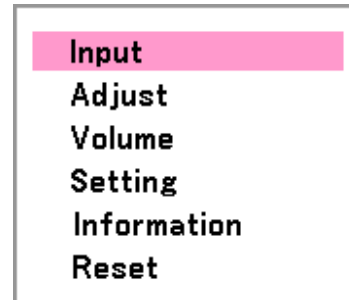 Input
Adjust
Volume
Setting
Information
Reset